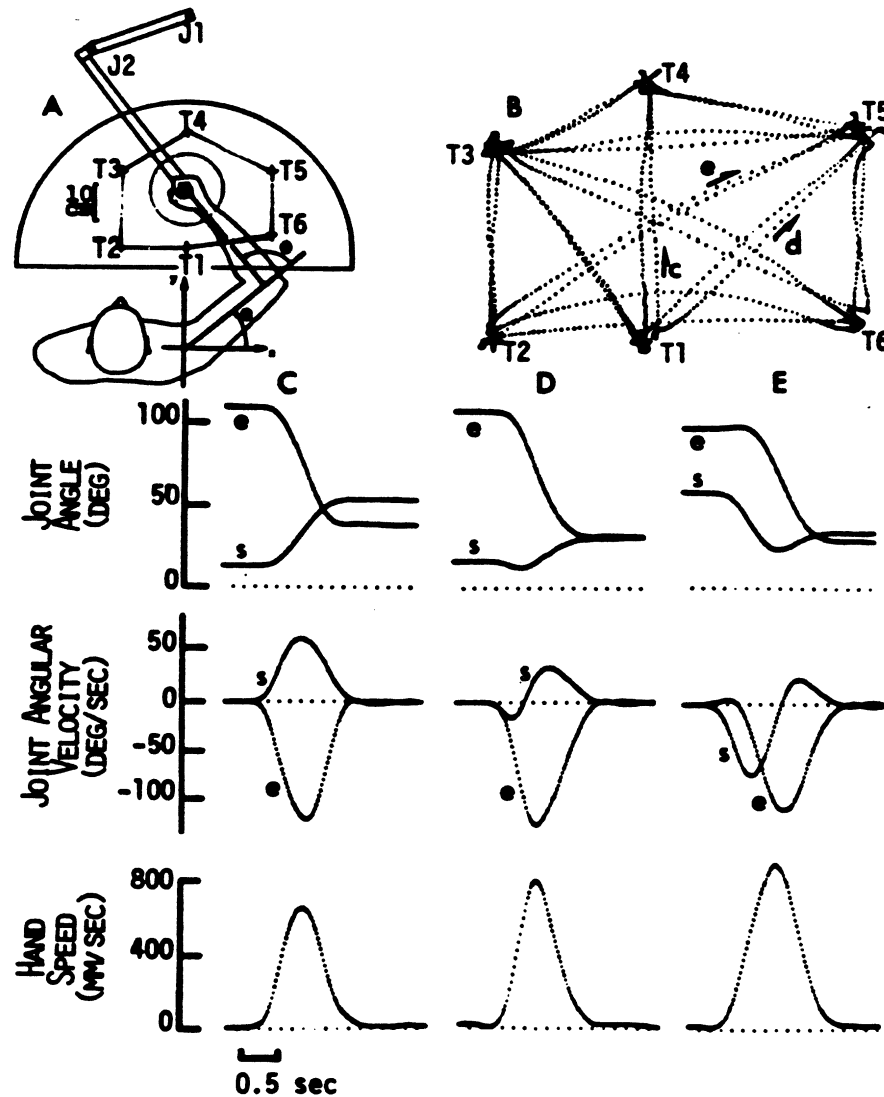 J1
J2
A
T4
T3
T5
10
CM
T6
T2
T1
e
y
x
B
T4
T5
T3
e
d
c
T2
T1
T6
C D E
JOINT
ANGLE
(DEG)
100
50
0
e
s
e
s
e
s
JOINT ANGULAR
VELOCITY
(DEG/SEC)
50
0
-50
-100
s
e
s
e
s
e
HAND
SPEED
(MM/SEC)
800
400
0
0.5 sec